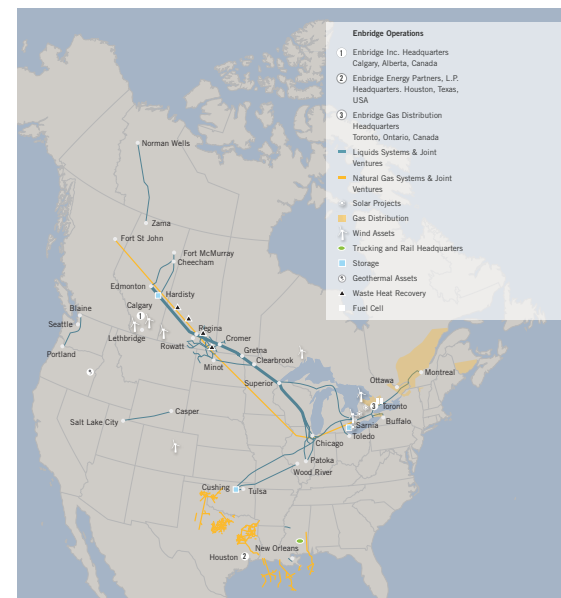 Enbridge Operations
1 Enbridge Inc. Headquarters
Calgary, Alberta, Canada
2 Enbridge Energy Partners, L.P.
Headquarters. Houston, Texas,
USA
3 Enbridge Gas Distribution
Headquarters
Toronto, Ontario, Canada
Liquids Systems & Joint
Ventures
Natural Gas Systems & Joint
Ventures
Solar Projects
Gas Distribution
Wind Assets
Trucking and Rail Headquarters
Storage
Geothermal Assets
Waste Heat Recovery
Fuel Cell
Norman Wells
Zama
Fort St John
Fort McMurray
Cheecham
Edmonton
Hardisty
Calgary
1
Blaine
Seattle
Lethbridge
Regina
Rowatt
Cromer
Portland
Gretna
Minot
Clearbrook
Superior
Ottawa
Montreal
3 Toronto
Buffalo
Casper
Salt Lake City
Sarnia
Toledo
Chicago
Patoka
Wood River
Cushing
Tulsa
New Orleans
Houston 2